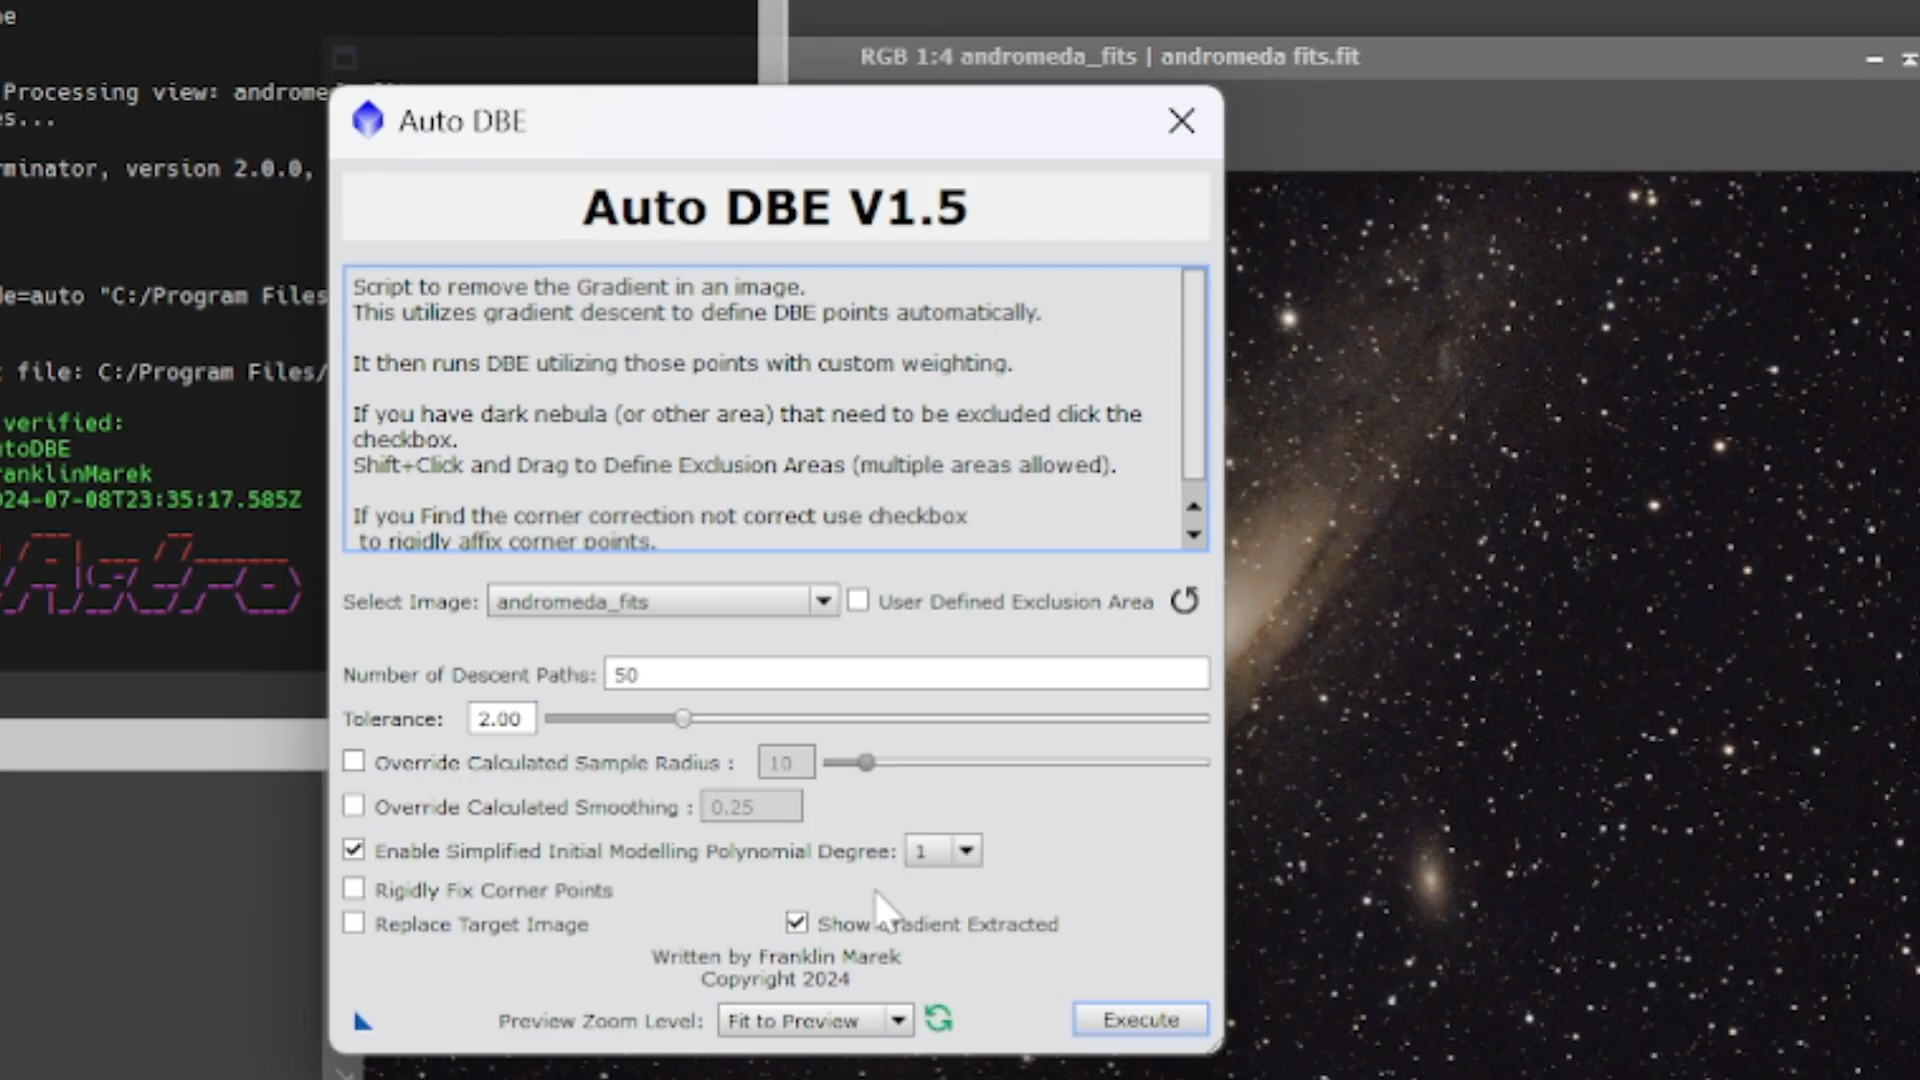 RGB 1:4 andromeda_fits | andromeda fits.fit
Processing view:
s...
version 2.0.0,
"C:/Program Files
file: C:/Program Files/
verified:
24-07-08T23:35:17.585Z
Astro
Auto DBE
Auto DBE V1.5
Script to remove the Gradient in an image.
This utilizes gradient descent to define DBE points automatically.
It then runs DBE utilizing those points with custom weighting.
If you have dark nebula (or other area) that need to be excluded click the
checkbox.
Shift+Click and Drag to Define Exclusion Areas (multiple areas allowed).
If you Find the corner correction not correct use checkbox
to rigidly affix corner points.
Select Image: andromeda_fits User Defined Exclusion Area
Number of Descent Paths: 50
Tolerance: 2.00
Override Calculated Sample Radius : 10
Override Calculated Smoothing : 0.25
Enable Simplified Initial Modelling Polynomial Degree: 1
Rigidly Fix Corner Points
Replace Target Image Show Gradient Extracted
Written by Franklin Marek
Copyright 2024
Preview Zoom Level: Fit to Preview Execute